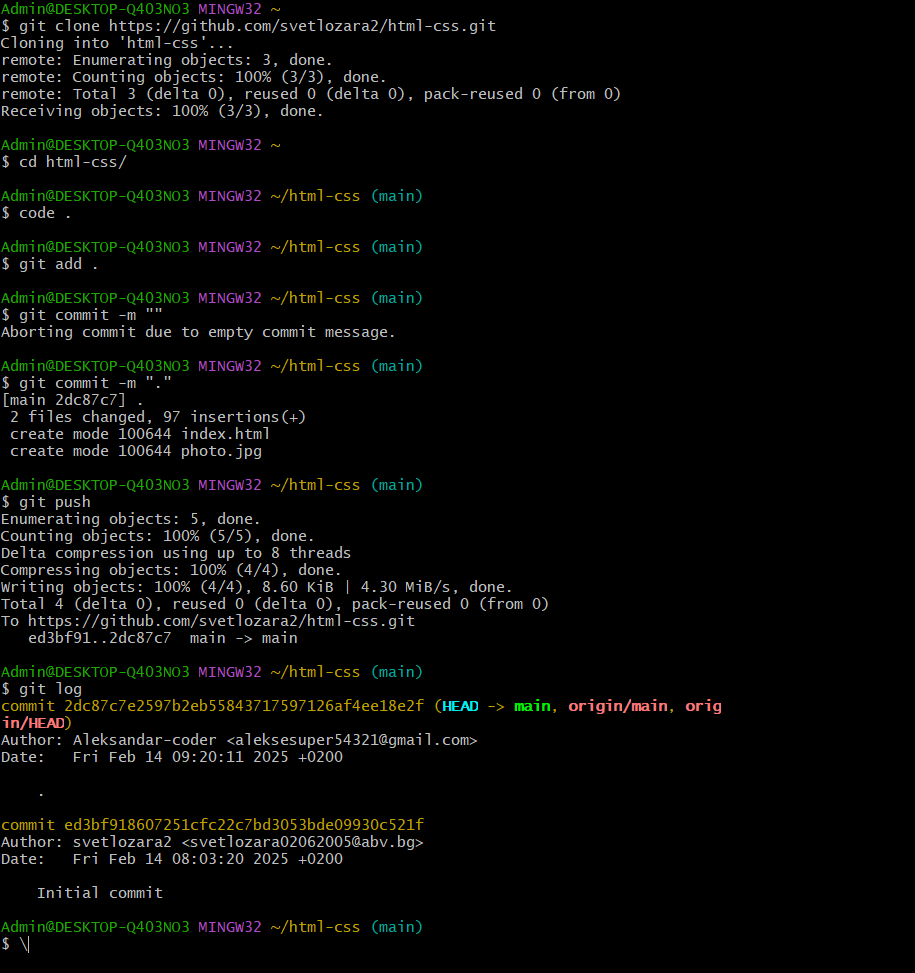 Admin@DESKTOP-Q4O3NO3 MINGW32 ~
$ git clone https://github.com/svetlozara2/html-css.git
Cloning into 'html-css'...
remote: Enumerating objects: 3, done.
remote: Counting objects: 100% (3/3), done.
remote: Total 3 (delta 0), reused 0 (delta 0), pack-reused 0 (from 0)
Receiving objects: 100% (3/3), done.

Admin@DESKTOP-Q4O3NO3 MINGW32 ~
$ cd html-css/

Admin@DESKTOP-Q4O3NO3 MINGW32 ~/html-css (main)
$ code .

Admin@DESKTOP-Q4O3NO3 MINGW32 ~/html-css (main)
$ git add .

Admin@DESKTOP-Q4O3NO3 MINGW32 ~/html-css (main)
$ git commit -m ""
Aborting commit due to empty commit message.

Admin@DESKTOP-Q4O3NO3 MINGW32 ~/html-css (main)
$ git commit -m "."
[main 2dc87c7] .
 2 files changed, 97 insertions(+)
 create mode 100644 index.html
 create mode 100644 photo.jpg

Admin@DESKTOP-Q4O3NO3 MINGW32 ~/html-css (main)
$ git push
Enumerating objects: 5, done.
Counting objects: 100% (5/5), done.
Delta compression using up to 8 threads
Compressing objects: 100% (4/4), done.
Writing objects: 100% (4/4), 8.60 KiB | 4.30 MiB/s, done.
Total 4 (delta 0), reused 0 (delta 0), pack-reused 0 (from 0)
To https://github.com/svetlozara2/html-css.git
   ed3bf91..2dc87c7  main -> main

Admin@DESKTOP-Q4O3NO3 MINGW32 ~/html-css (main)
$ git log
commit 2dc87c7e2597b2eb55843717597126af4ee18e2f (HEAD -> main, origin/main, orig
in/HEAD)
Author: Aleksandar-coder <aleksesuper54321@gmail.com>
Date:   Fri Feb 14 09:20:11 2025 +0200

    .

commit ed3bf918607251cfc22c7bd3053bde09930c521f
Author: svetlozara2 <svetlozara02062005@abv.bg>
Date:   Fri Feb 14 08:03:20 2025 +0200

    Initial commit

Admin@DESKTOP-Q4O3NO3 MINGW32 ~/html-css (main)
$ \